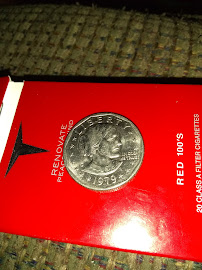 RENOVATE
LIBERTY
1979
RED 100'S
20 CLASS A FILTER CIGARETTES